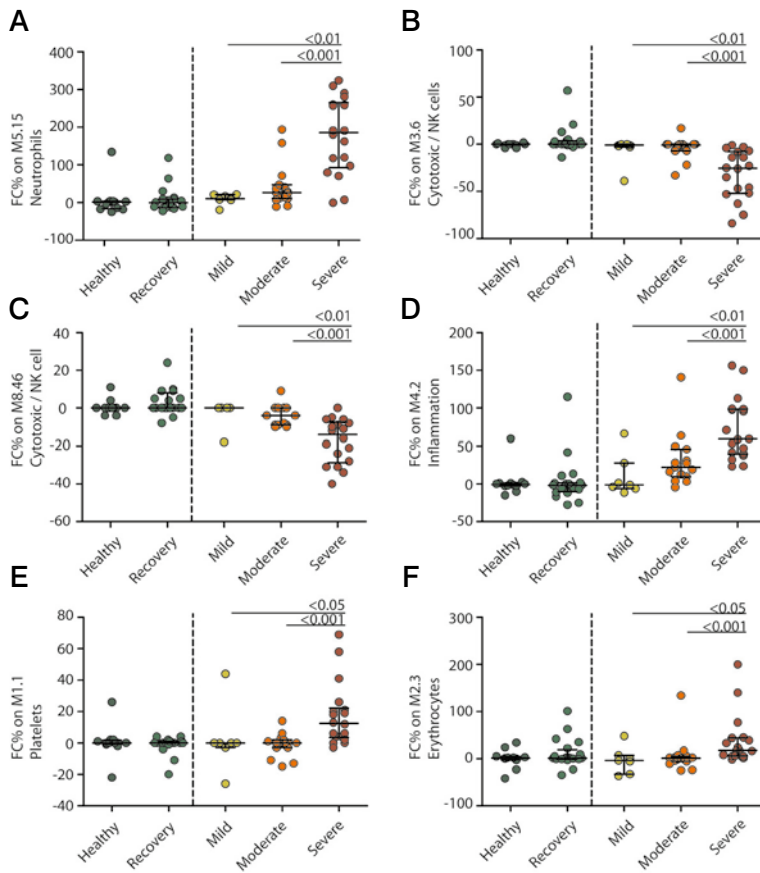 A
FC% on M5.15
Neutrophils
<0.01
<0.001
400
300
200
100
0
-100
Healthy
Recovery
Mild
Moderate
Severe
B
FC% on M3.6
Cytotoxic / NK cells
<0.01
<0.001
100
50
0
-50
-100
Healthy
Recovery
Mild
Moderate
Severe
C
FC% on M8.46
Cytotoxic / NK cell
<0.01
<0.001
40
20
0
-20
-40
-60
Healthy
Recovery
Mild
Moderate
Severe
D
FC% on M4.2
Inflammation
<0.01
<0.001
200
150
100
50
0
-50
Healthy
Recovery
Mild
Moderate
Severe
E
FC% on M1.1
Platelets
<0.05
<0.001
80
60
40
20
0
-20
-40
Healthy
Recovery
Mild
Moderate
Severe
F
FC% on M2.3
Erythrocytes
<0.05
<0.001
300
200
100
0
-100
Healthy
Recovery
Mild
Moderate
Severe